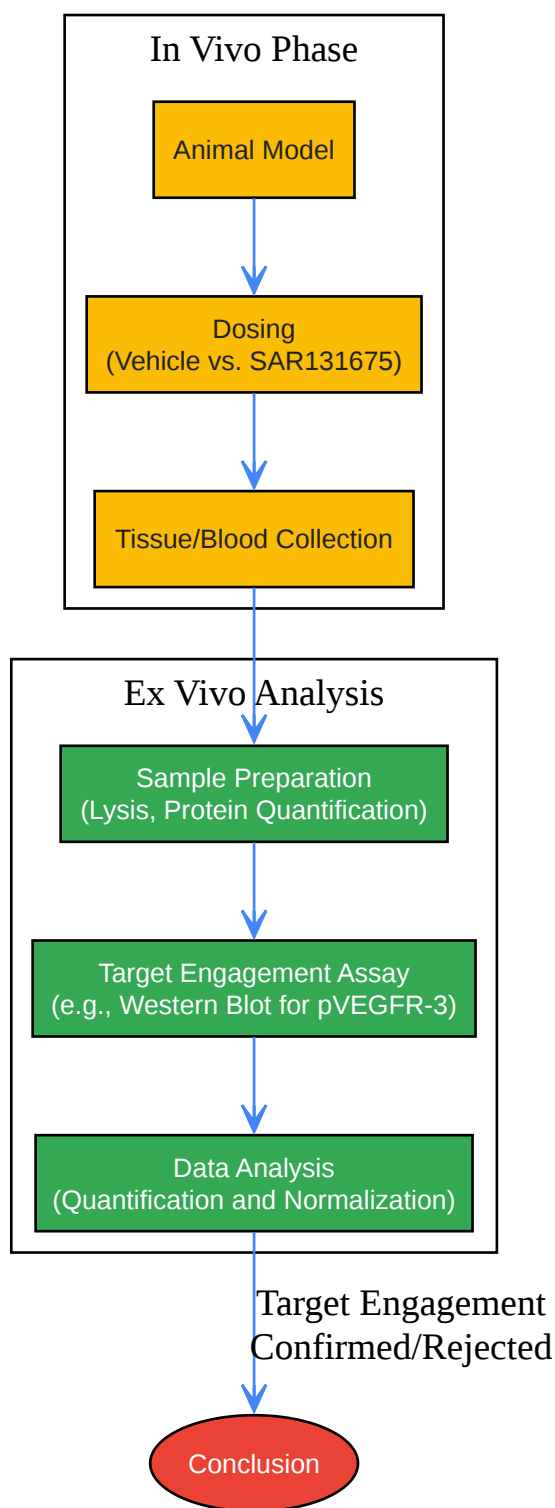 In Vivo Phase
Animal Model
Dosing
(Vehicle vs. SAR131675)
Tissue/Blood Collection
Ex Vivo Analysis
Sample Preparation
(Lysis, Protein Quantification)
Target Engagement Assay
(e.g., Western Blot for pVEGFR-3)
Data Analysis
(Quantification and Normalization)
Target Engagement
Confirmed/Rejected
Conclusion